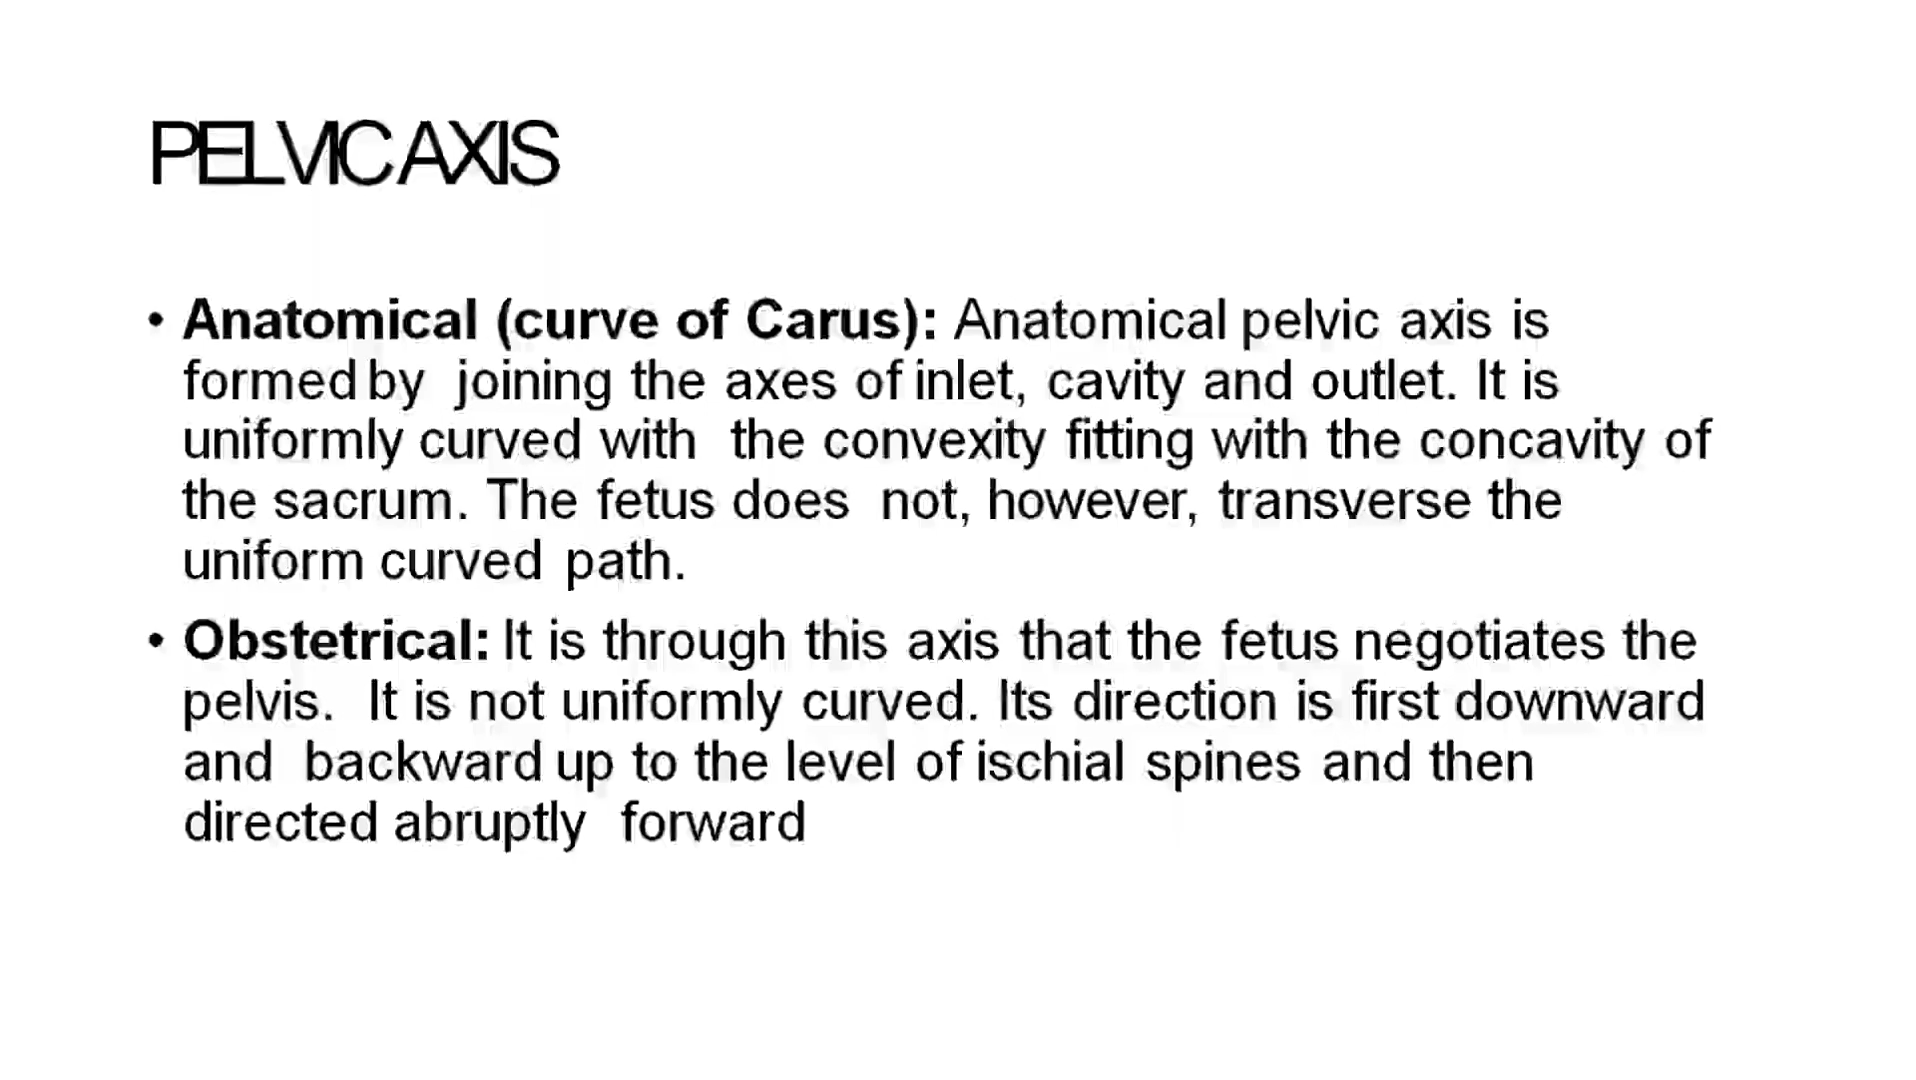 PELVIC AXIS
• Anatomical (curve of Carus): Anatomical pelvic axis is
formed by joining the axes of inlet, cavity and outlet. It is
uniformly curved with the convexity fitting with the concavity of
the sacrum. The fetus does not, however, transverse the
uniform curved path.
• Obstetrical: It is through this axis that the fetus negotiates the
pelvis. It is not uniformly curved. Its direction is first downward
and backward up to the level of ischial spines and then
directed abruptly forward